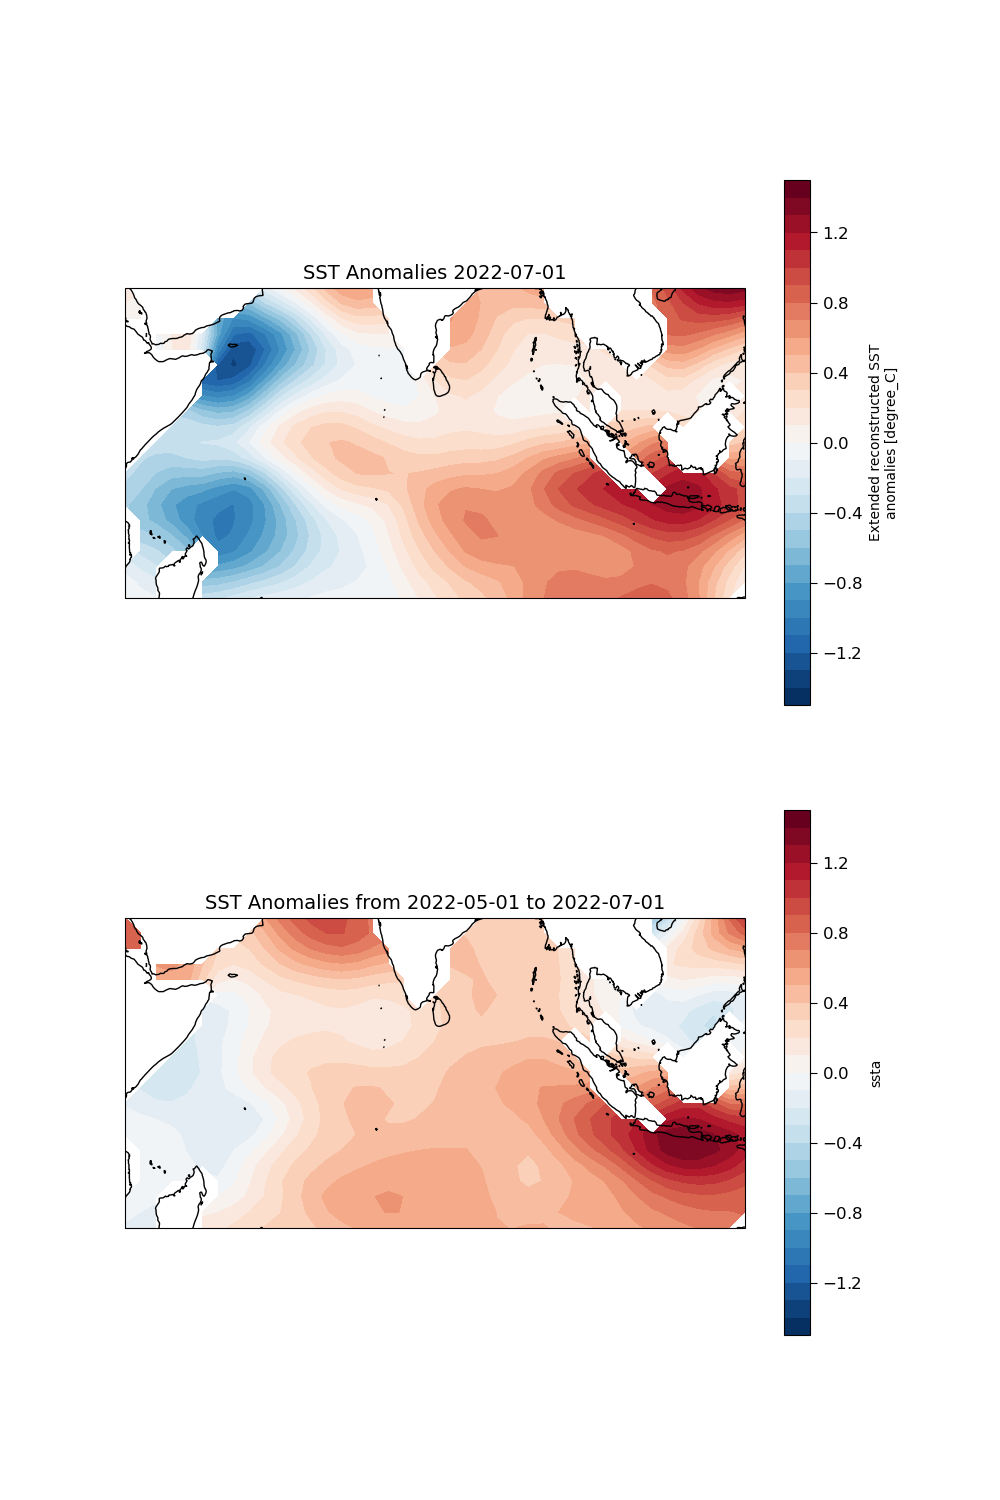 SST Anomalies 2022-07-01
1.2
0.8
0.4
0.0
−0.4
−0.8
−1.2
Extended reconstructed SST
anomalies [degree_C]
SST Anomalies from 2022-05-01 to 2022-07-01
1.2
0.8
0.4
0.0
−0.4
−0.8
−1.2
ssta